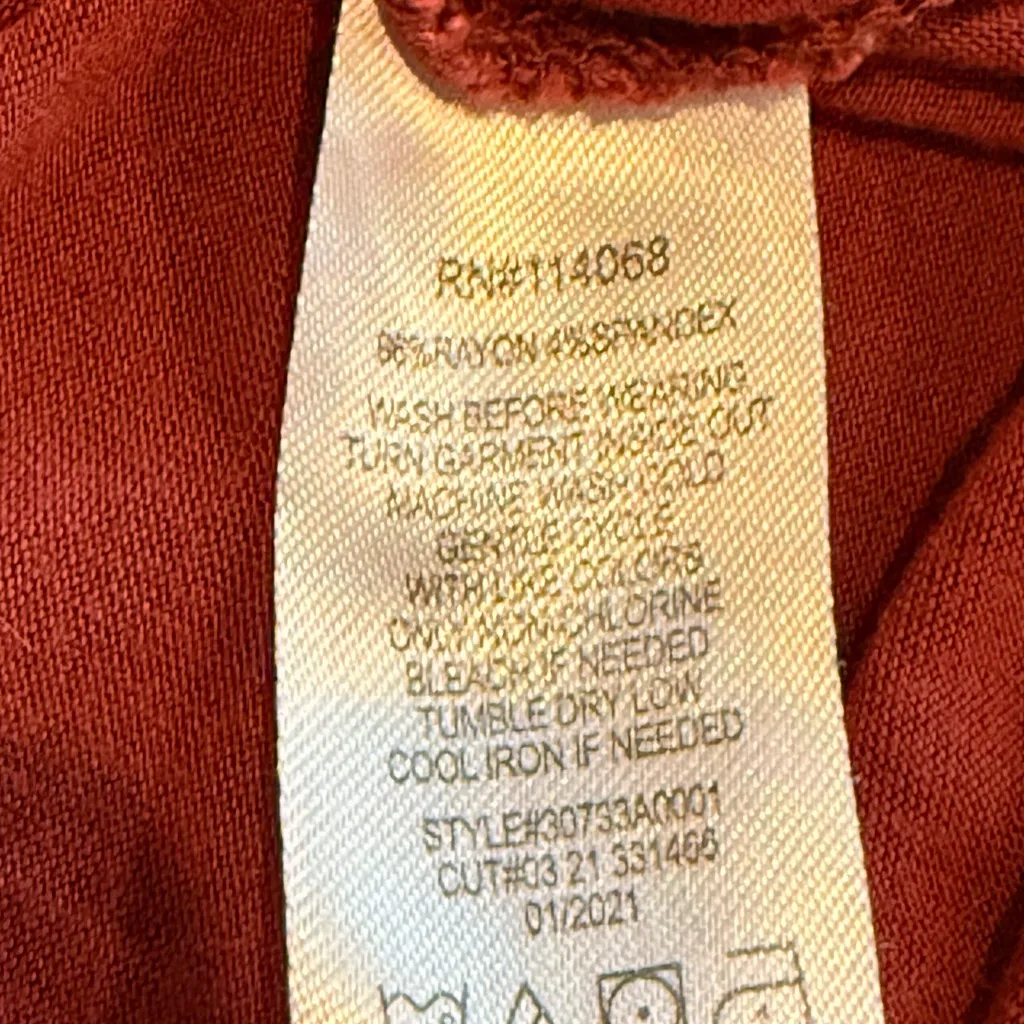 RN#114068
96%RAYON 4%SPANDEX
WASH BEFORE WEARING
TURN GARMENT INSIDE OUT
MACHINE WASH COLD
GENTLE CYCLE
WITH LIKE COLORS
ONLY NON-CHLORINE
BLEACH IF NEEDED
TUMBLE DRY LOW
COOL IRON IF NEEDED
STYLE#30733A0001
CUT#03 21 331466
01/2021